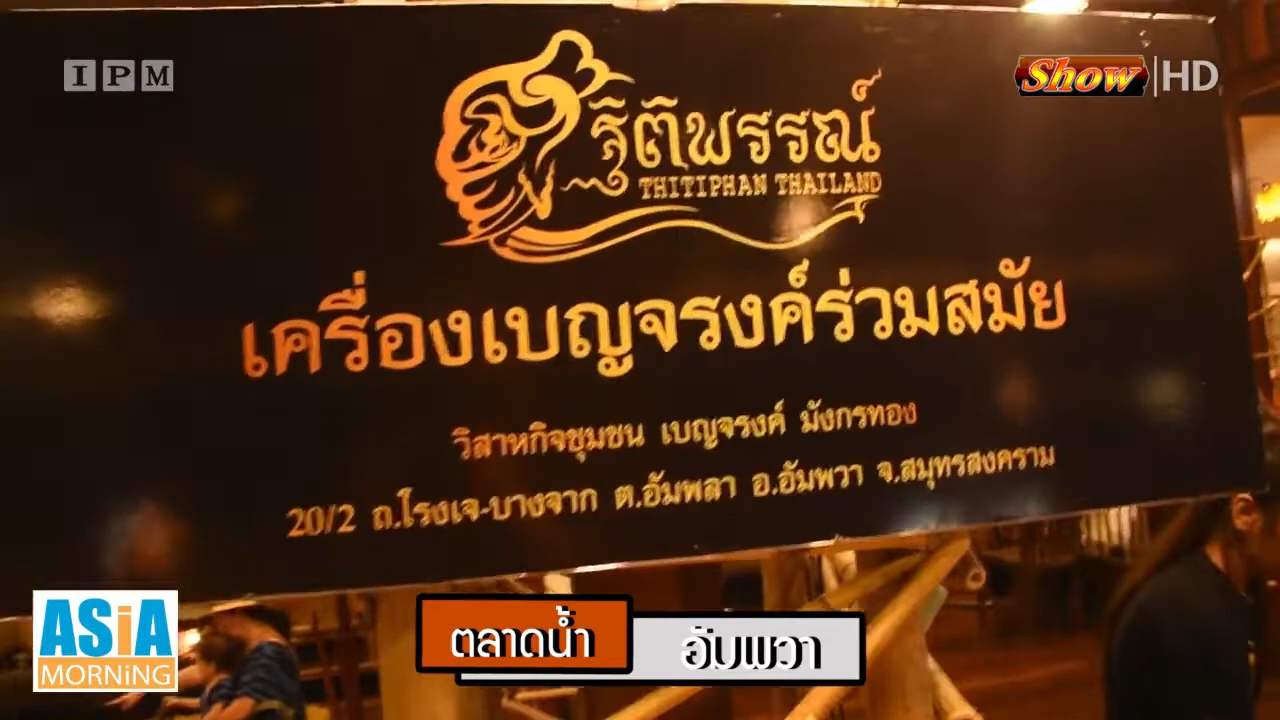 IPM
Show HD
ฐิติพรรณ์
THITIPHAN THAILAND
เครื่องเบญจรงค์ร่วมสมัย
วิสาหกิจชุมชน เบญจรงค์ มังกรทอง
20/2 ถ.โรงเจ-บางจาก ต.อัมพลา อ.อัมพวา จ.สมุทรสงคราม
ASiA
MORNiNG
ตลาดน้ำ
อัมพวา